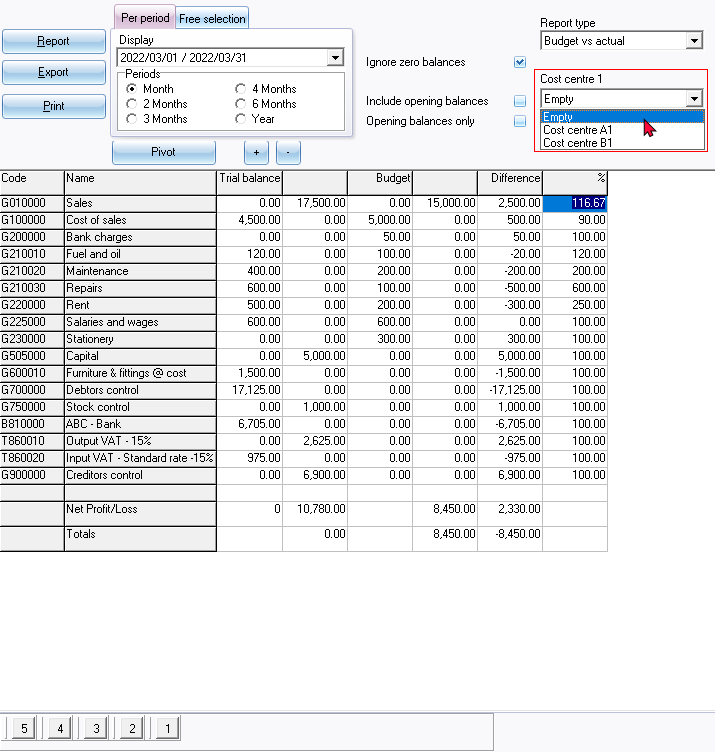 Per period Free selection
Report
Export
Print
Display
2022/03/01 / 2022/03/31
Periods
Month 4 Months
2 Months 6 Months
3 Months Year
Pivot + -
Ignore zero balances
Include opening balances
Opening balances only
Report type
Budget vs actual
Cost centre 1
Empty
Empty
Cost centre A1
Cost centre B1
Code Name Trial balance Budget Difference %
G010000 Sales 0.00 17,500.00 0.00 15,000.00 2,500.00 116.67
G100000 Cost of sales 4,500.00 0.00 5,000.00 0.00 500.00 90.00
G200000 Bank charges 0.00 0.00 50.00 0.00 50.00 100.00
G210010 Fuel and oil 120.00 0.00 100.00 0.00 -20.00 120.00
G210020 Maintenance 400.00 0.00 200.00 0.00 -200.00 200.00
G210030 Repairs 600.00 0.00 100.00 0.00 -500.00 600.00
G220000 Rent 500.00 0.00 200.00 0.00 -300.00 250.00
G225000 Salaries and wages 600.00 0.00 600.00 0.00 0.00 100.00
G230000 Stationery 0.00 0.00 300.00 0.00 300.00 100.00
G505000 Capital 0.00 5,000.00 0.00 0.00 5,000.00 100.00
G600010 Furniture & fittings @ cost 1,500.00 0.00 0.00 0.00 -1,500.00 100.00
G700000 Debtors control 17,125.00 0.00 0.00 0.00 -17,125.00 100.00
G750000 Stock control 0.00 1,000.00 0.00 0.00 1,000.00 100.00
B810000 ABC - Bank 6,705.00 0.00 0.00 0.00 -6,705.00 100.00
T860010 Output VAT - 15% 0.00 2,625.00 0.00 0.00 2,625.00 100.00
T860020 Input VAT - Standard rate -15% 975.00 0.00 0.00 0.00 -975.00 100.00
G900000 Creditors control 0.00 6,900.00 0.00 0.00 6,900.00 100.00
Net Profit/Loss 0 10,780.00 8,450.00 2,330.00
Totals 0.00 8,450.00 -8,450.00
5 4 3 2 1